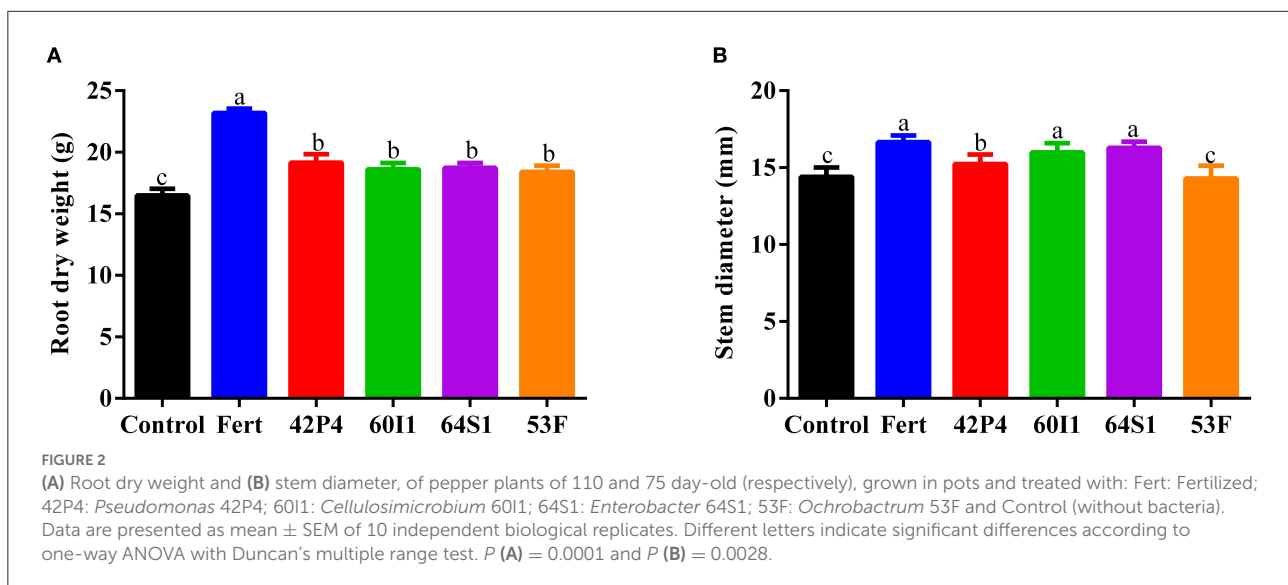 A
Root dry weight (g)
25
20
15
10
5
0
c
a
b
b
b
b
Control Fert 42P4 60I1 64S1 53F
B
Stem diameter (mm)
20
15
10
5
0
c
a
b
a
a
c
Control Fert 42P4 60I1 64S1 53F
FIGURE 2
(A) Root dry weight and (B) stem diameter, of pepper plants of 110 and 75 day-old (respectively), grown in pots and treated with: Fert: Fertilized;
42P4: Pseudomonas 42P4; 60I1: Cellulosimicrobium 60I1; 64S1: Enterobacter 64S1; 53F: Ochrobactrum 53F and Control (without bacteria).
Data are presented as mean ± SEM of 10 independent biological replicates. Different letters indicate significant differences according to
one-way ANOVA with Duncan's multiple range test. P (A) = 0.0001 and P (B) = 0.0028.